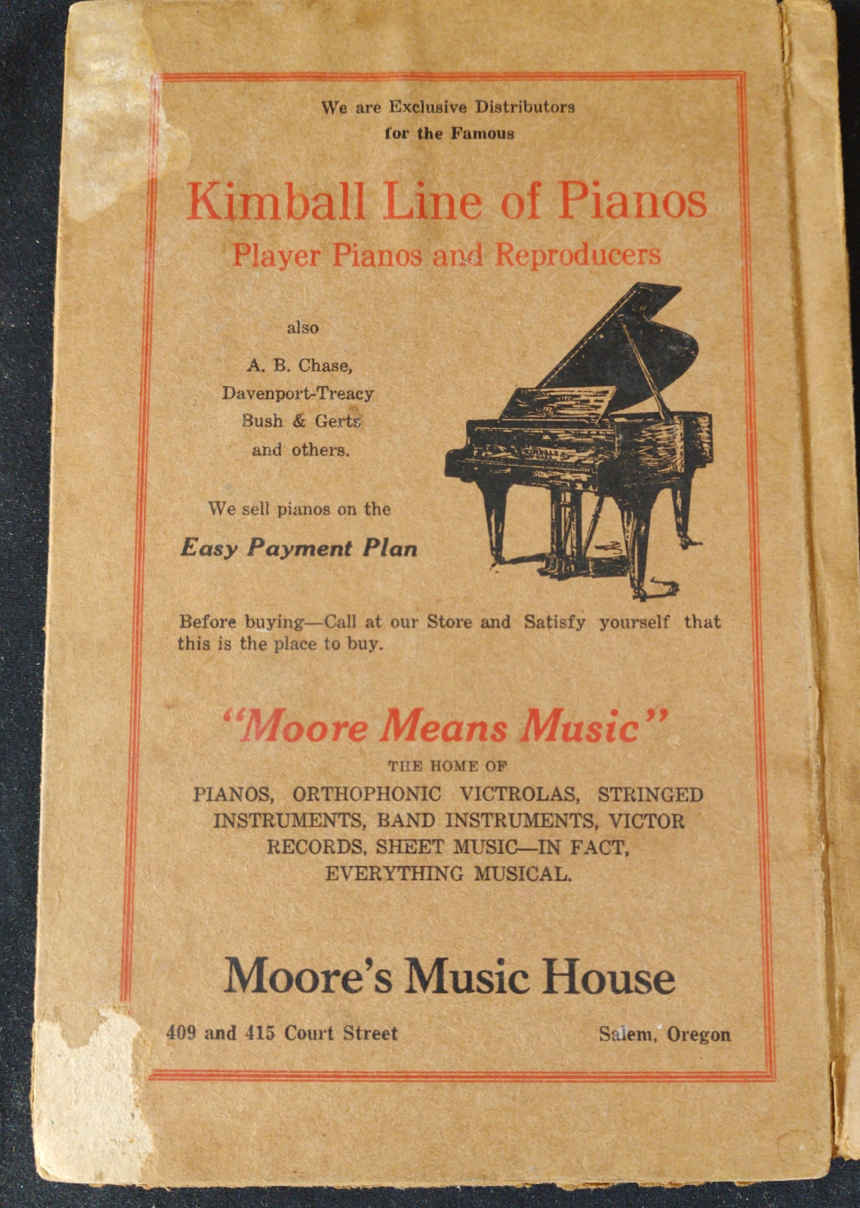 We are Exclusive Distributors
for the Famous
Kimball Line of Pianos
Player Pianos and Reproducers
also
A. B. Chase,
Davenport-Treacy
Bush & Gerts
and others.
We sell pianos on the
Easy Payment Plan
Before buying—Call at our Store and Satisfy yourself that
this is the place to buy.
"Moore Means Music"
THE HOME OF
PIANOS, ORTHOPHONIC VICTROLAS, STRINGED
INSTRUMENTS, BAND INSTRUMENTS, VICTOR
RECORDS, SHEET MUSIC—IN FACT,
EVERYTHING MUSICAL.
Moore's Music House
409 and 415 Court Street Salem, Oregon